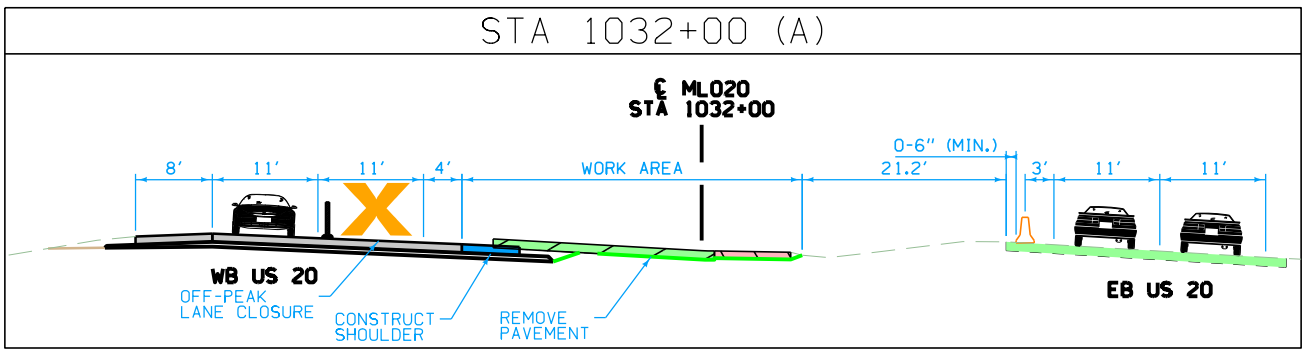 STA 1032+00 (A)
℄ ML020
STA 1032+00
0-6" (MIN.)
8' 11' 11' 4' WORK AREA 21.2' 3' 11' 11'
WB US 20
EB US 20
OFF-PEAK
LANE CLOSURE
CONSTRUCT
SHOULDER
REMOVE
PAVEMENT